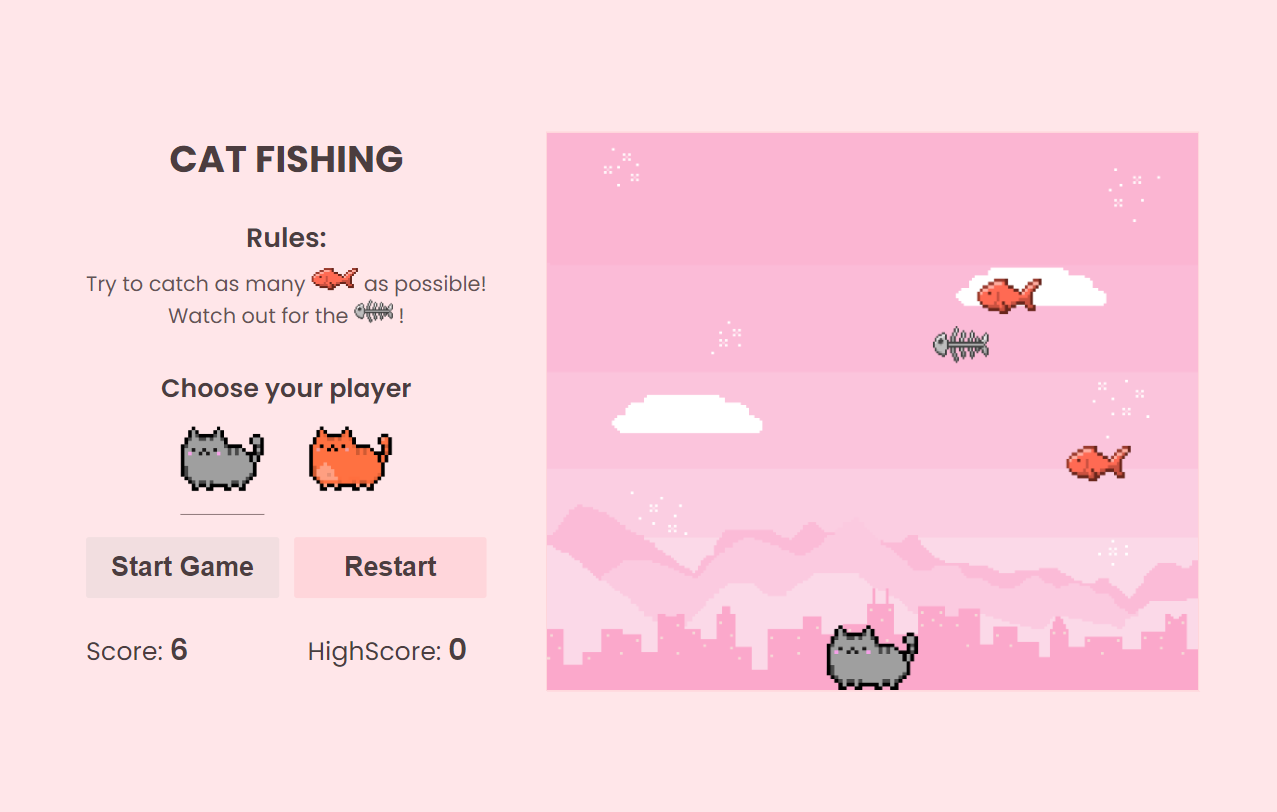 CAT FISHING
Rules:
Try to catch as many as possible!
Watch out for the !
Choose your player
Start Game
Restart
Score: 6
HighScore: 0